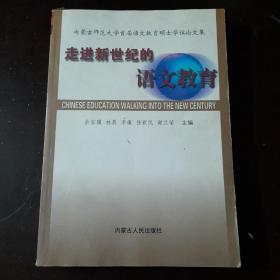 内蒙古师范大学首届语文教育硕士学位论文集
走进新世纪的
语文教育
CHINESE EDUCATION WALKING INTO THE NEW CENTURY
主编
内蒙古人民出版社